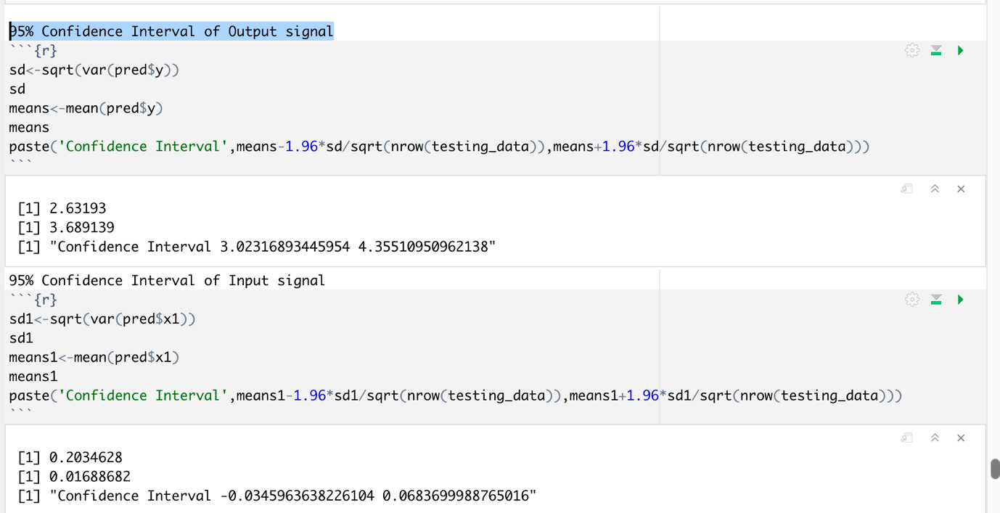 95% Confidence Interval of Output signal
```{r}
sd<-sqrt(var(pred$y))
sd
means<-mean(pred$y)
means
paste('Confidence Interval',means-1.96*sd/sqrt(nrow(testing_data)),means+1.96*sd/sqrt(nrow(testing_data)))
```
[1] 2.63193
[1] 3.689139
[1] "Confidence Interval 3.02316893445954 4.35510950962138"
95% Confidence Interval of Input signal
```{r}
sd1<-sqrt(var(pred$x1))
sd1
means1<-mean(pred$x1)
means1
paste('Confidence Interval',means1-1.96*sd1/sqrt(nrow(testing_data)),means1+1.96*sd1/sqrt(nrow(testing_data)))
```
[1] 0.2034628
[1] 0.01688682
[1] "Confidence Interval -0.0345963638226104 0.0683699988765016"